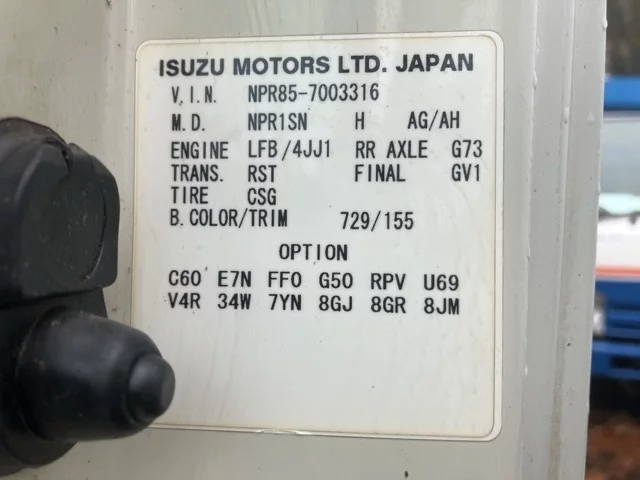 ISUZU MOTORS LTD. JAPAN
V.I.N. NPR85-7003316
M.D. NPR1SN H AG/AH
ENGINE LFB/4JJ1 RR AXLE G73
TRANS. RST FINAL GV1
TIRE CSG
B.COLOR/TRIM 729/155
OPTION
C60 E7N FF0 G50 RPV U69
V4R 34W 7YN 8GJ 8GR 8JM